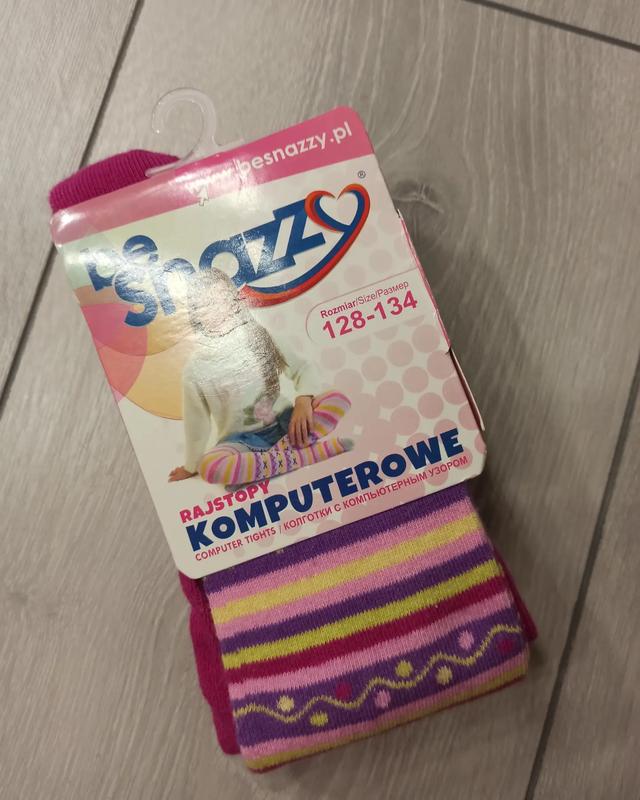 www.besnazzy.pl
be
Snazzy®
Rozmiar/Size/Размер
128-134
RAJSTOPY
KOMPUTEROWE
COMPUTER TIGHTS / КОЛГОТКИ С КОМПЬЮТЕРНЫМ УЗОРОМ